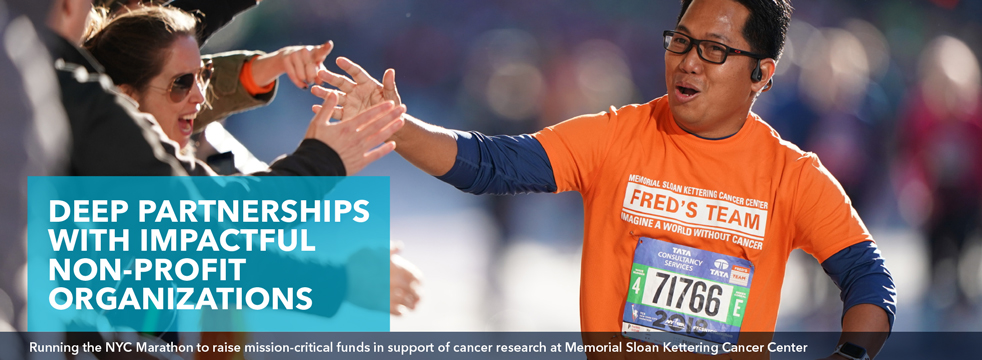 MEMORIAL SLOAN KETTERING CANCER CENTER
FRED'S TEAM
IMAGINE A WORLD WITHOUT CANCER
TATA
CONSULTANCY
SERVICES
TATA
4
71766
E
DEEP PARTNERSHIPS
WITH IMPACTFUL
NON-PROFIT
ORGANIZATIONS
Running the NYC Marathon to raise mission-critical funds in support of cancer research at Memorial Sloan Kettering Cancer Center